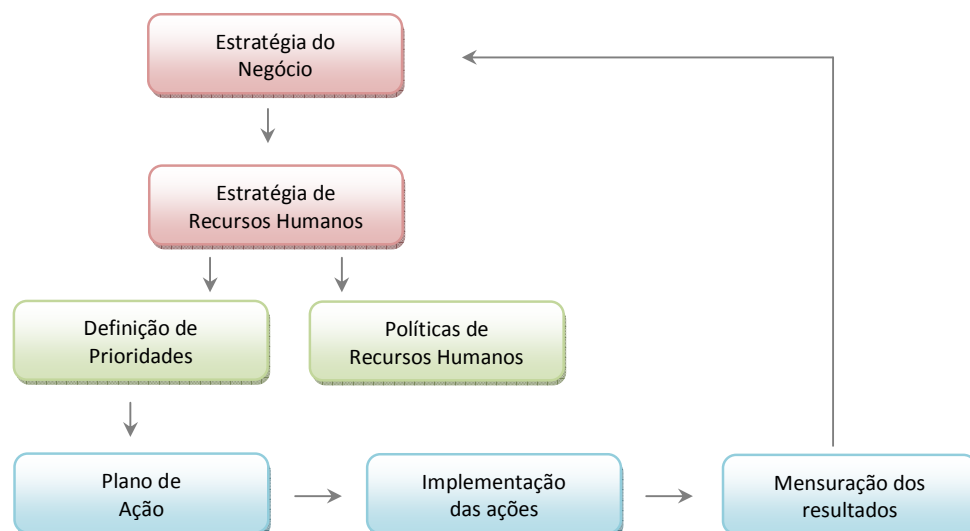 Estratégia do
Negócio
Estratégia de
Recursos Humanos
Definição de
Prioridades
Políticas de
Recursos Humanos
Plano de
Ação
Implementação
das ações
Mensuração dos
resultados